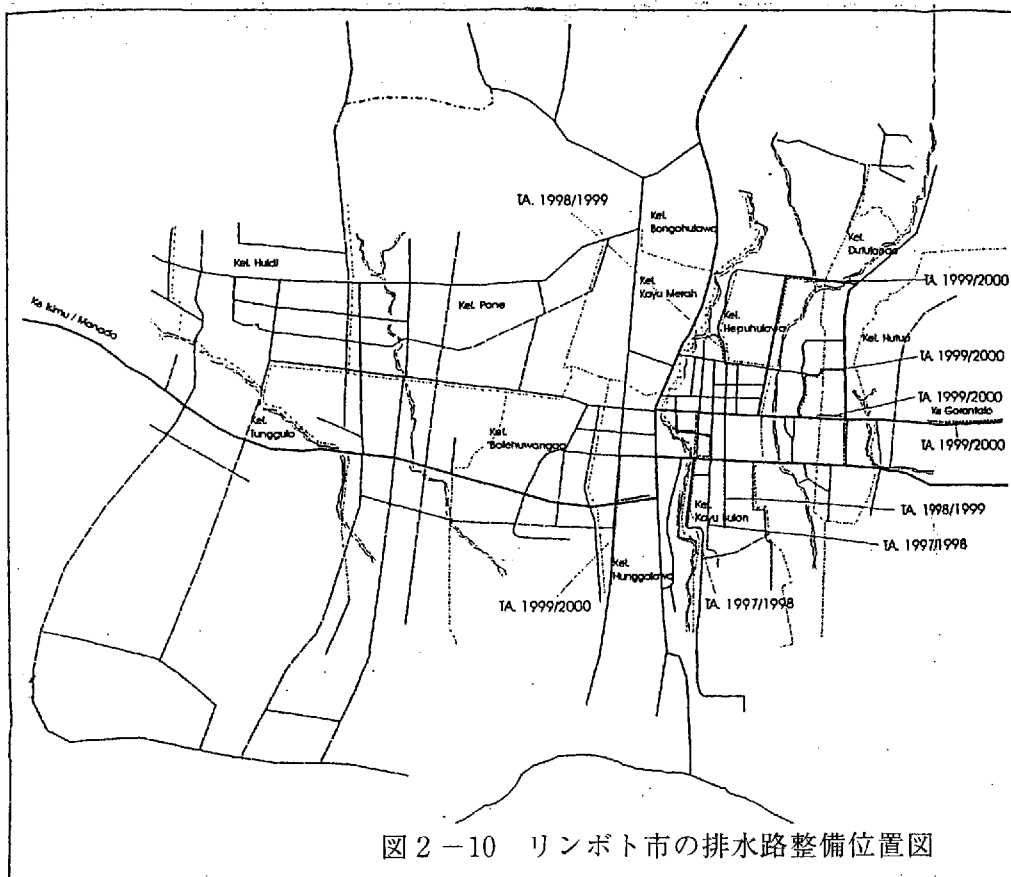 TA. 1998/1999
Kel.
Bongohulawa
Kel.
Dutulanaa
Kel. Huidi
Kel.
Kayu Merah
TA. 1999/2000
Ke Isimu / Manado
Kel. Pone
Kel.
Hepuhulawa
Kel. Hutuo
TA. 1999/2000
TA. 1999/2000
Ke Gorontalo
Kel.
Tunggulo
Kel.
Bolehuwangga
TA. 1999/2000
Kel.
Kayu Bulan
TA. 1998/1999
TA. 1997/1998
Kel.
Hunggaluwa
TA. 1999/2000
TA. 1997/1998
図2-10 リンボト市の排水路整備位置図